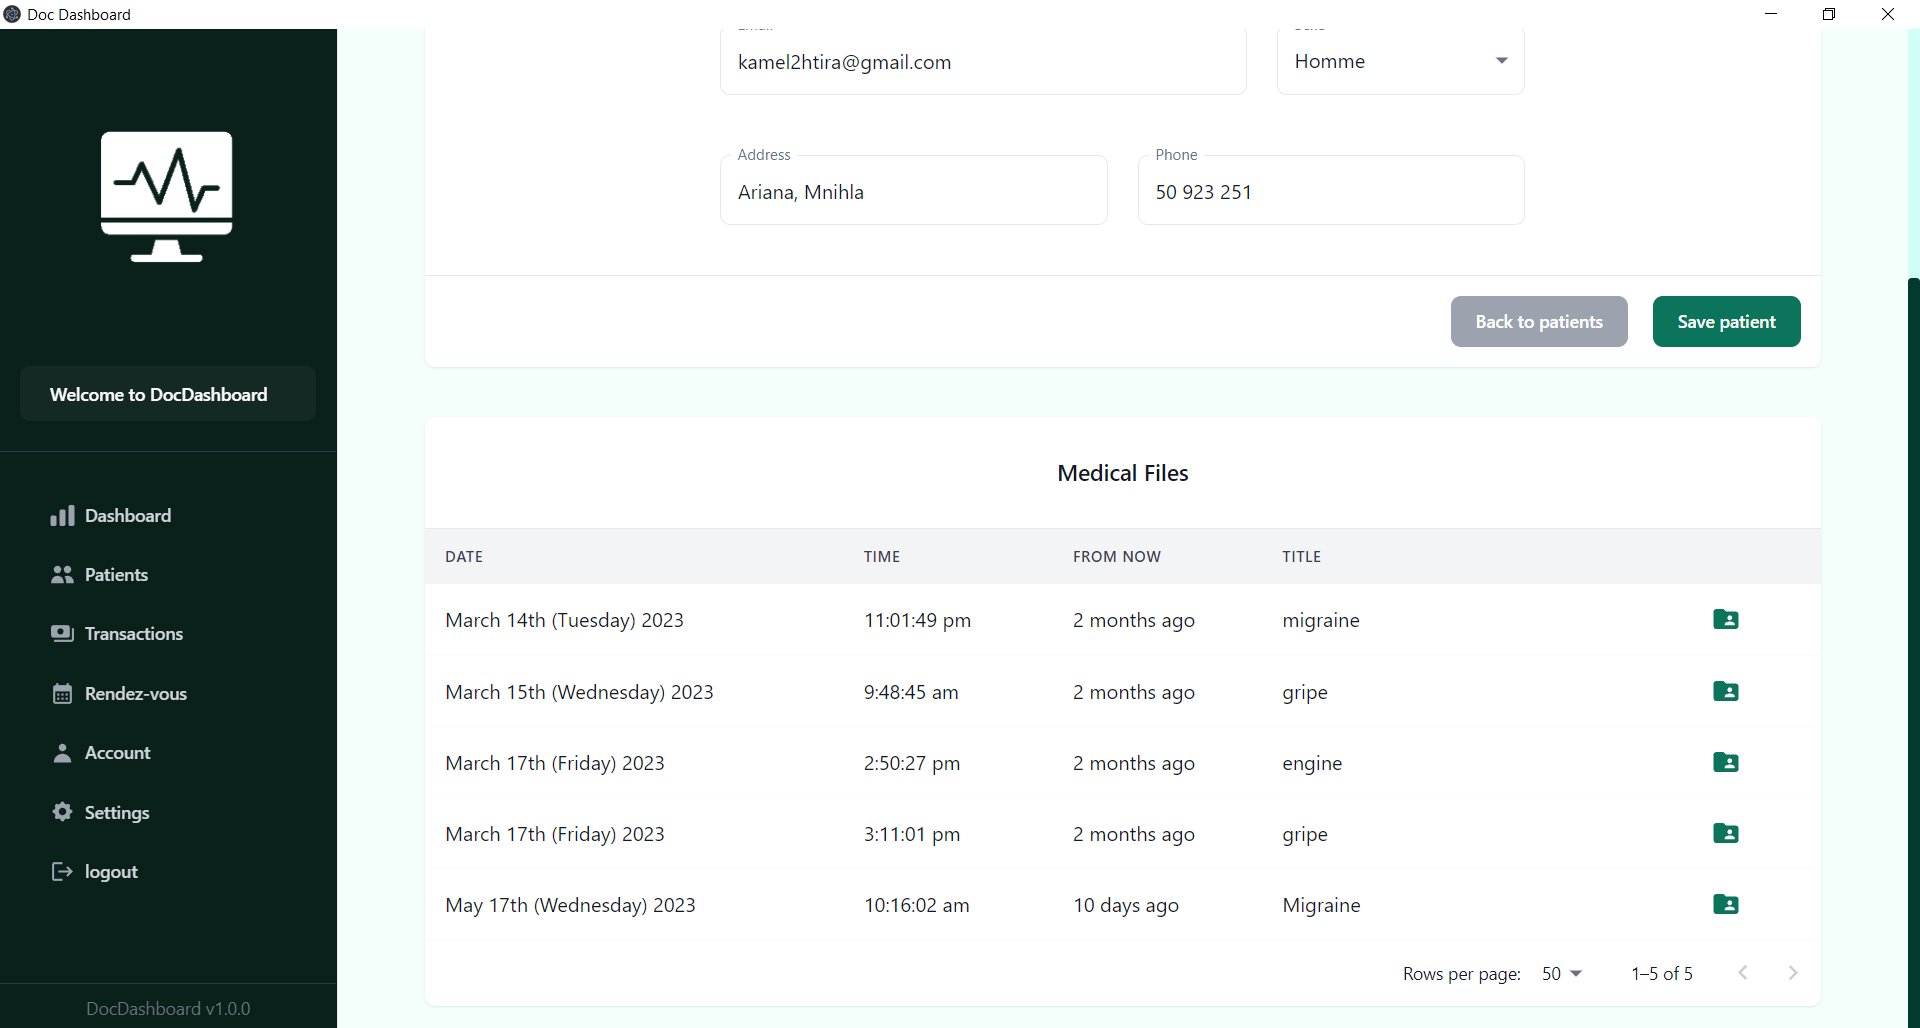 Doc Dashboard
kamel2htira@gmail.com
Homme
Address
Phone
Ariana, Mnihla
50 923 251
Back to patients
Save patient
Welcome to DocDashboard
Dashboard
Patients
Transactions
Rendez-vous
Account
Settings
logout
DocDashboard v1.0.0
Medical Files
DATE TIME FROM NOW TITLE
March 14th (Tuesday) 2023 11:01:49 pm 2 months ago migraine
March 15th (Wednesday) 2023 9:48:45 am 2 months ago gripe
March 17th (Friday) 2023 2:50:27 pm 2 months ago engine
March 17th (Friday) 2023 3:11:01 pm 2 months ago gripe
May 17th (Wednesday) 2023 10:16:02 am 10 days ago Migraine
Rows per page: 50 1–5 of 5